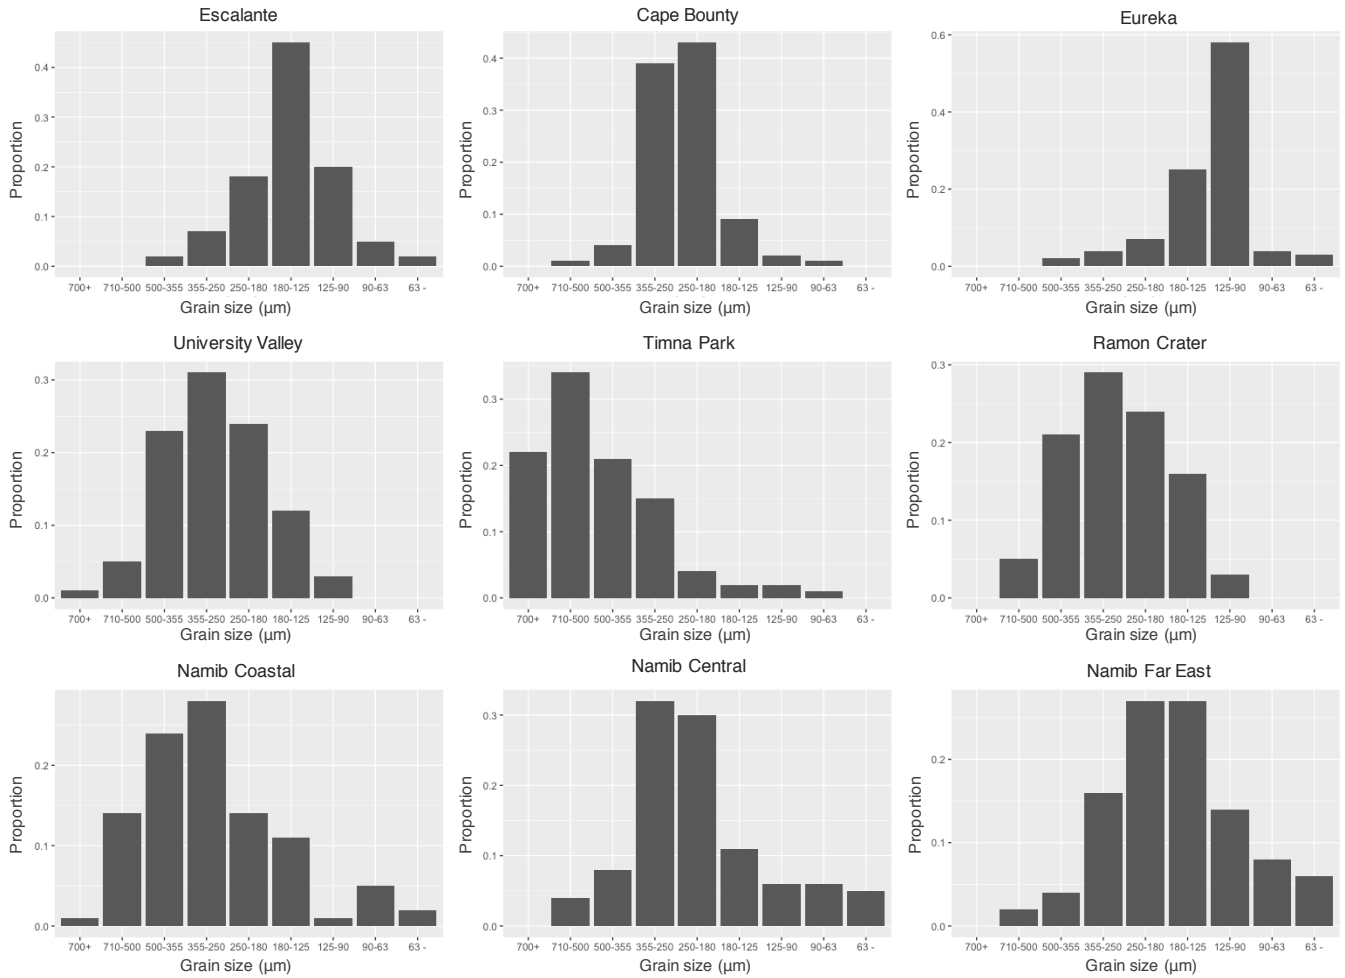 Escalante
Cape Bounty
Eureka
Proportion
0.4
0.3
0.2
0.1
0.0
700+ 710-500 500-355 355-250 250-180 180-125 125-90 90-63 63 -
Grain size (µm)
Proportion
0.4
0.3
0.2
0.1
0.0
700+ 710-500 500-355 355-250 250-180 180-125 125-90 90-63 63 -
Grain size (µm)
Proportion
0.6
0.4
0.2
0.0
700+ 710-500 500-355 355-250 250-180 180-125 125-90 90-63 63 -
Grain size (µm)
University Valley
Timna Park
Ramon Crater
Proportion
0.3
0.2
0.1
0.0
700+ 710-500 500-355 355-250 250-180 180-125 125-90 90-63 63 -
Grain size (µm)
Proportion
0.3
0.2
0.1
0.0
700+ 710-500 500-355 355-250 250-180 180-125 125-90 90-63 63 -
Grain size (µm)
Proportion
0.3
0.2
0.1
0.0
700+ 710-500 500-355 355-250 250-180 180-125 125-90 90-63 63 -
Grain size (µm)
Namib Coastal
Namib Central
Namib Far East
Proportion
0.2
0.1
0.0
700+ 710-500 500-355 355-250 250-180 180-125 125-90 90-63 63 -
Grain size (µm)
Proportion
0.3
0.2
0.1
0.0
700+ 710-500 500-355 355-250 250-180 180-125 125-90 90-63 63 -
Grain size (µm)
Proportion
0.2
0.1
0.0
700+ 710-500 500-355 355-250 250-180 180-125 125-90 90-63 63 -
Grain size (µm)